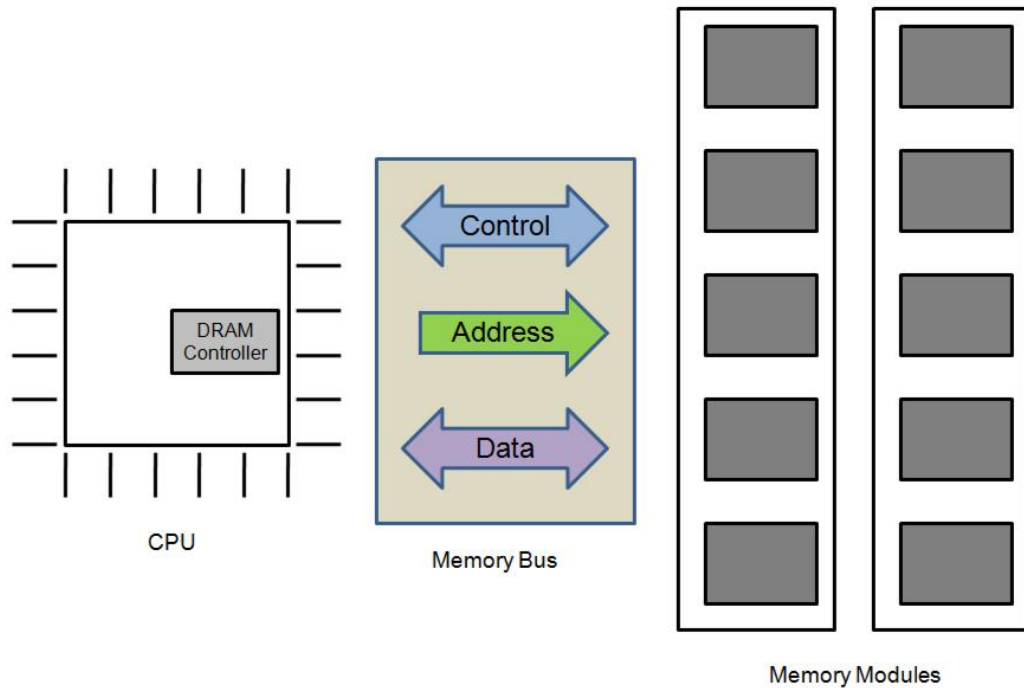 Control
DRAM
Controller
Address
Data
CPU
Memory Bus
Memory Modules